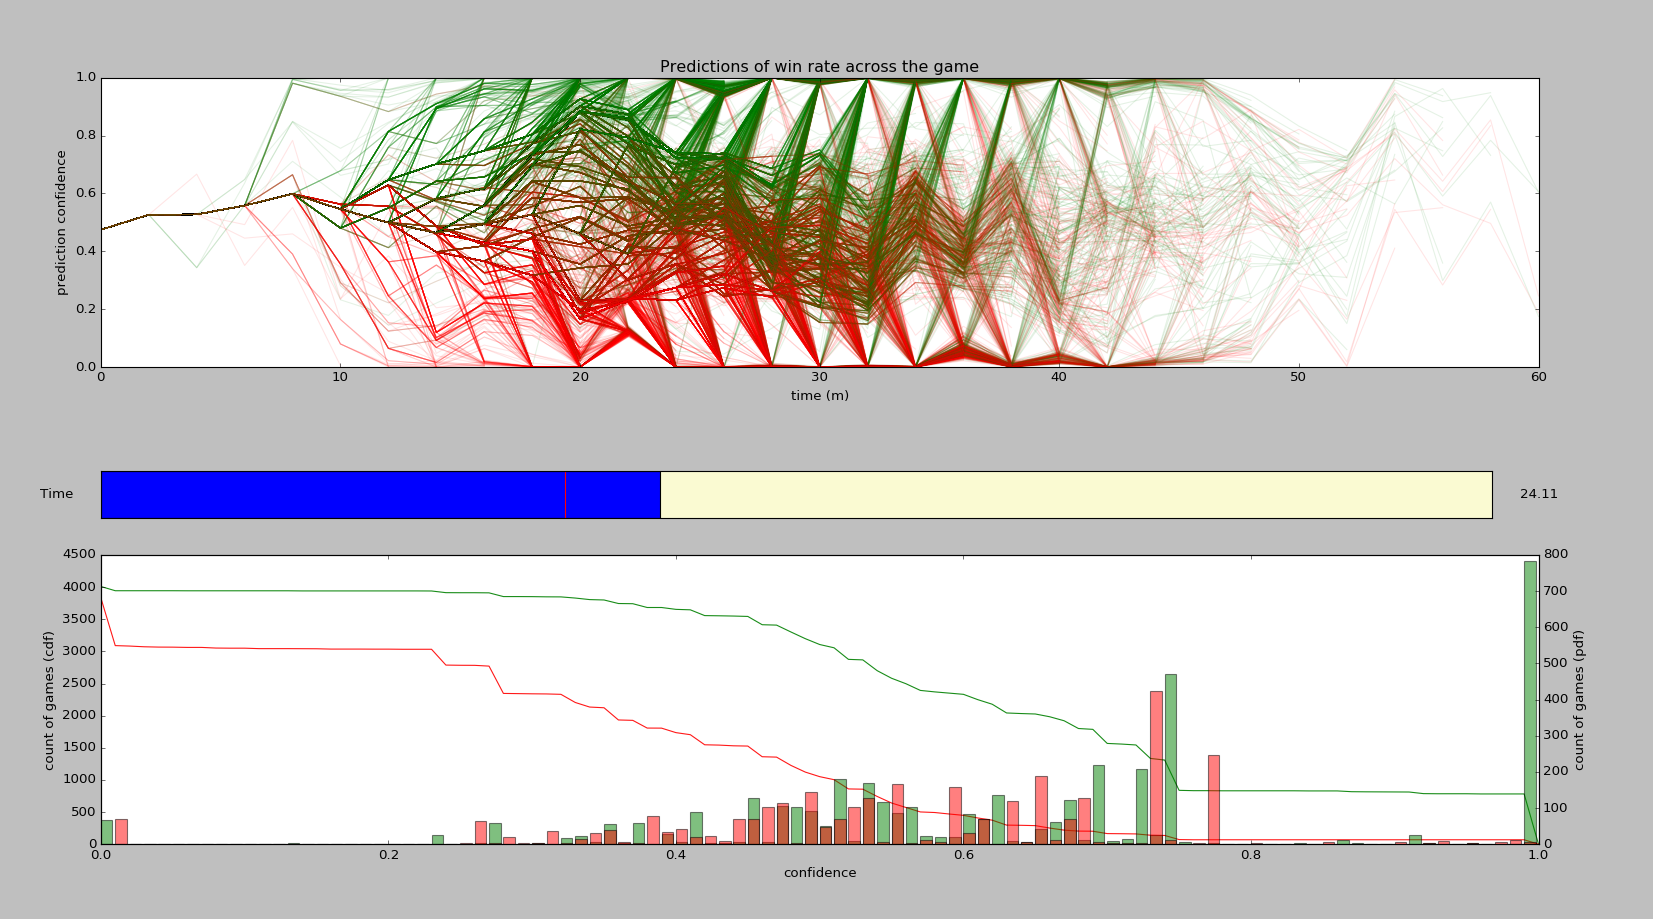 Predictions of win rate across the game
1.0
0.8
0.6
0.4
0.2
0.0
prediction confidence
0 10 20 30 40 50 60
time (m)
Time 24.11
4500
4000
3500
3000
2500
2000
1500
1000
500
0
count of games (cdf)
800
700
600
500
400
300
200
100
0
count of games (pdf)
0.0 0.2 0.4 0.6 0.8 1.0
confidence